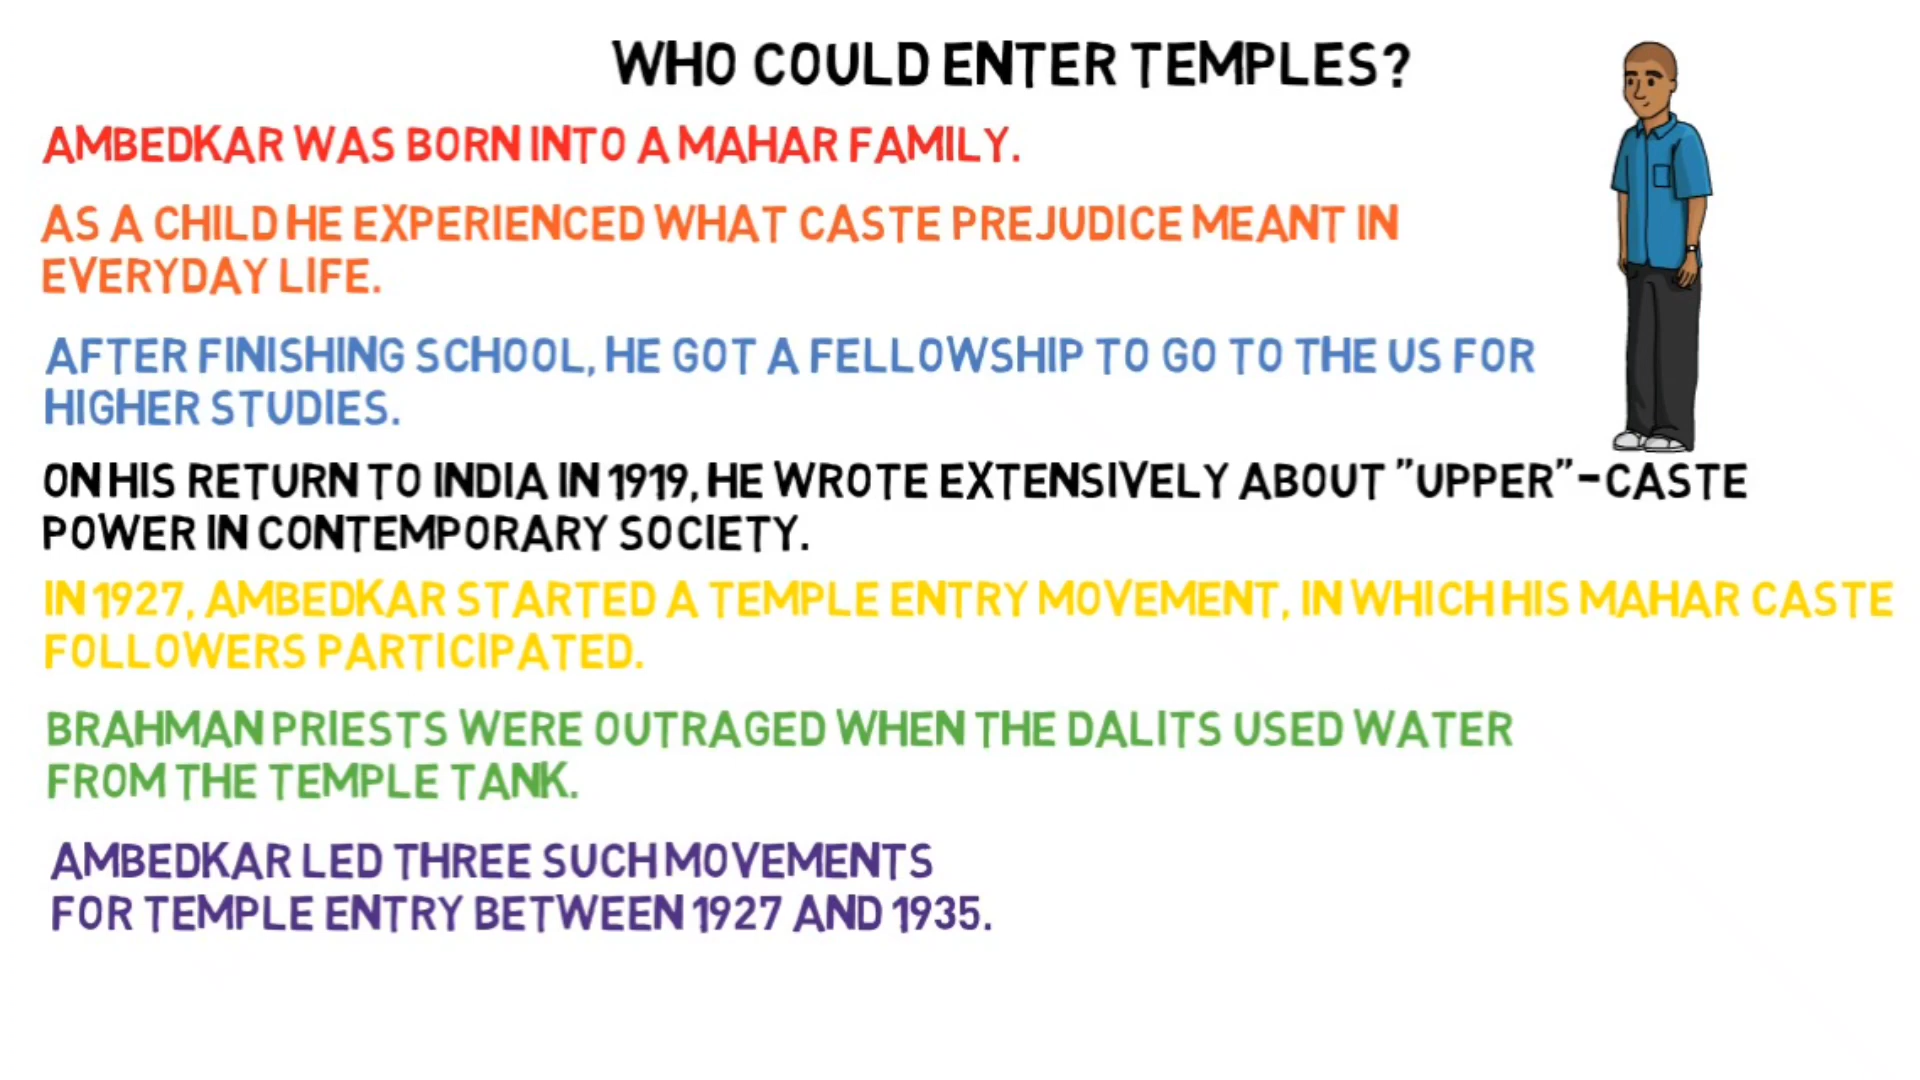 WHO COULD ENTER TEMPLES?
AMBEDKAR WAS BORN INTO A MAHAR FAMILY.
AS A CHILD HE EXPERIENCED WHAT CASTE PREJUDICE MEANT IN
EVERYDAY LIFE.
AFTER FINISHING SCHOOL, HE GOT A FELLOWSHIP TO GO TO THE US FOR
HIGHER STUDIES.
ON HIS RETURN TO INDIA IN 1919, HE WROTE EXTENSIVELY ABOUT "UPPER"-CASTE
POWER IN CONTEMPORARY SOCIETY.
IN 1927, AMBEDKAR STARTED A TEMPLE ENTRY MOVEMENT, IN WHICH HIS MAHAR CASTE
FOLLOWERS PARTICIPATED.
BRAHMAN PRIESTS WERE OUTRAGED WHEN THE DALITS USED WATER
FROM THE TEMPLE TANK.
AMBEDKAR LED THREE SUCH MOVEMENTS
FOR TEMPLE ENTRY BETWEEN 1927 AND 1935.